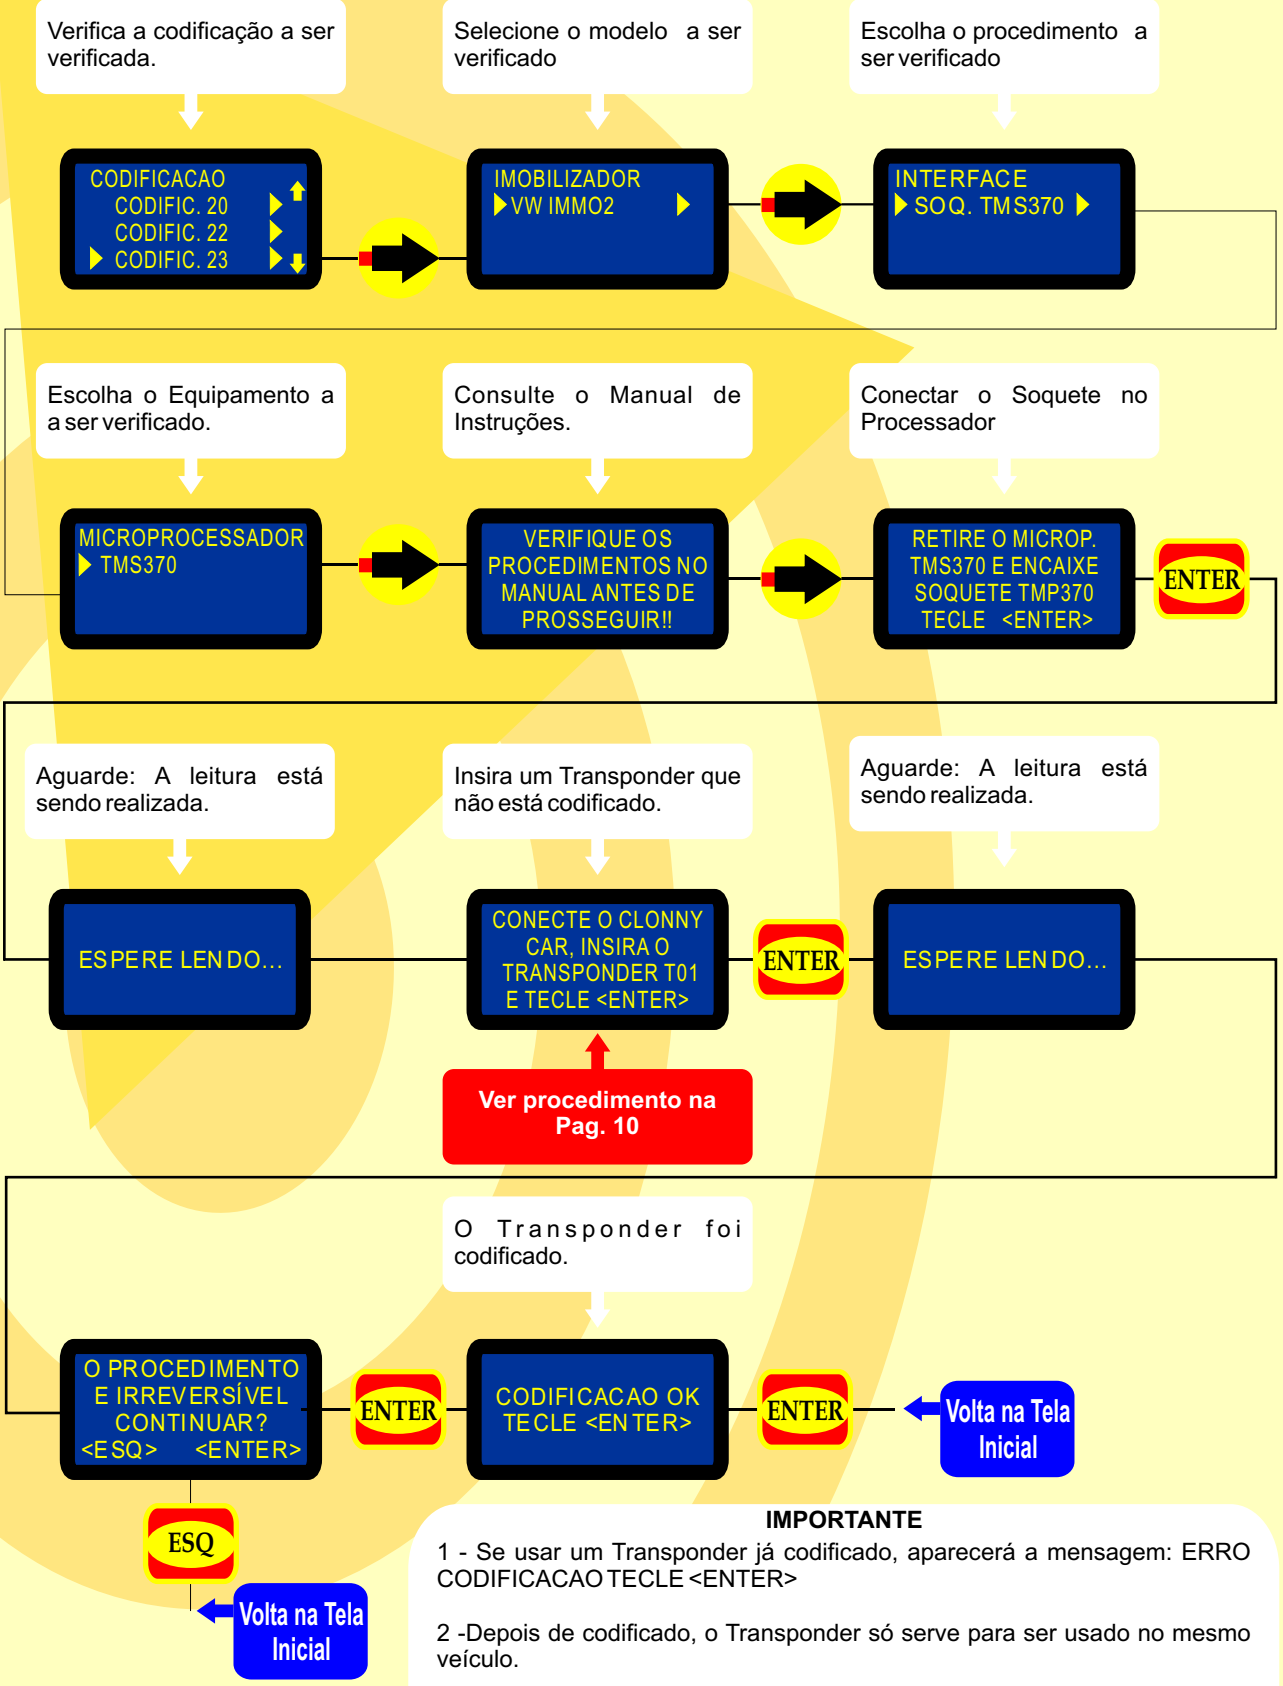 Verifica a codificação a ser
verificada.
Selecione o modelo a ser
verificado
Escolha o procedimento a
ser verificado
CODIFICACAO
CODIFIC. 20
CODIFIC. 22
CODIFIC. 23
IMOBILIZADOR
VW IMMO2
INTERFACE
SOQ. TMS370
Escolha o Equipamento a
a ser verificado.
Consulte o Manual de
Instruções.
Conectar o Soquete no
Processador
MICROPROCESSADOR
TMS370
VERIFIQUE OS
PROCEDIMENTOS NO
MANUAL ANTES DE
PROSSEGUIR!!
RETIRE O MICROP.
TMS370 E ENCAIXE
SOQUETE TMP370
TECLE <ENTER>
ENTER
Aguarde: A leitura está
sendo realizada.
Insira um Transponder que
não está codificado.
Aguarde: A leitura está
sendo realizada.
ESPERE LENDO...
CONECTE O CLONNY
CAR, INSIRA O
TRANSPONDER T01
E TECLE <ENTER>
ENTER
ESPERE LENDO...
Ver procedimento na
Pag. 10
O Transponder foi
codificado.
O PROCEDIMENTO
E IRREVERSÍVEL
CONTINUAR?
<ESQ> <ENTER>
ENTER
CODIFICACAO OK
TECLE <ENTER>
ENTER
Volta na Tela
Inicial
ESQ
Volta na Tela
Inicial
IMPORTANTE
1 - Se usar um Transponder já codificado, aparecerá a mensagem: ERRO
CODIFICACAO TECLE <ENTER>
2 -Depois de codificado, o Transponder só serve para ser usado no mesmo
veículo.